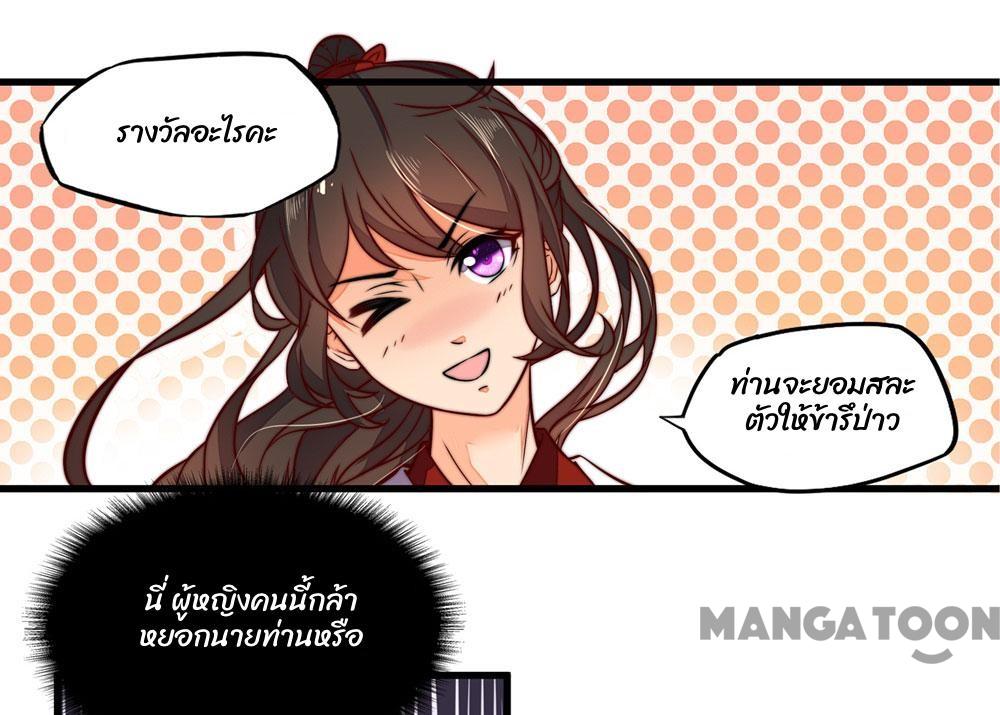 รางวัลอะไรคะ
ท่านจะยอมสละ
ตัวให้ข้ารึป่าว
นี่ ผู้หญิงคนนี้กล้า
หยอกนายท่านหรือ
MANGATOON